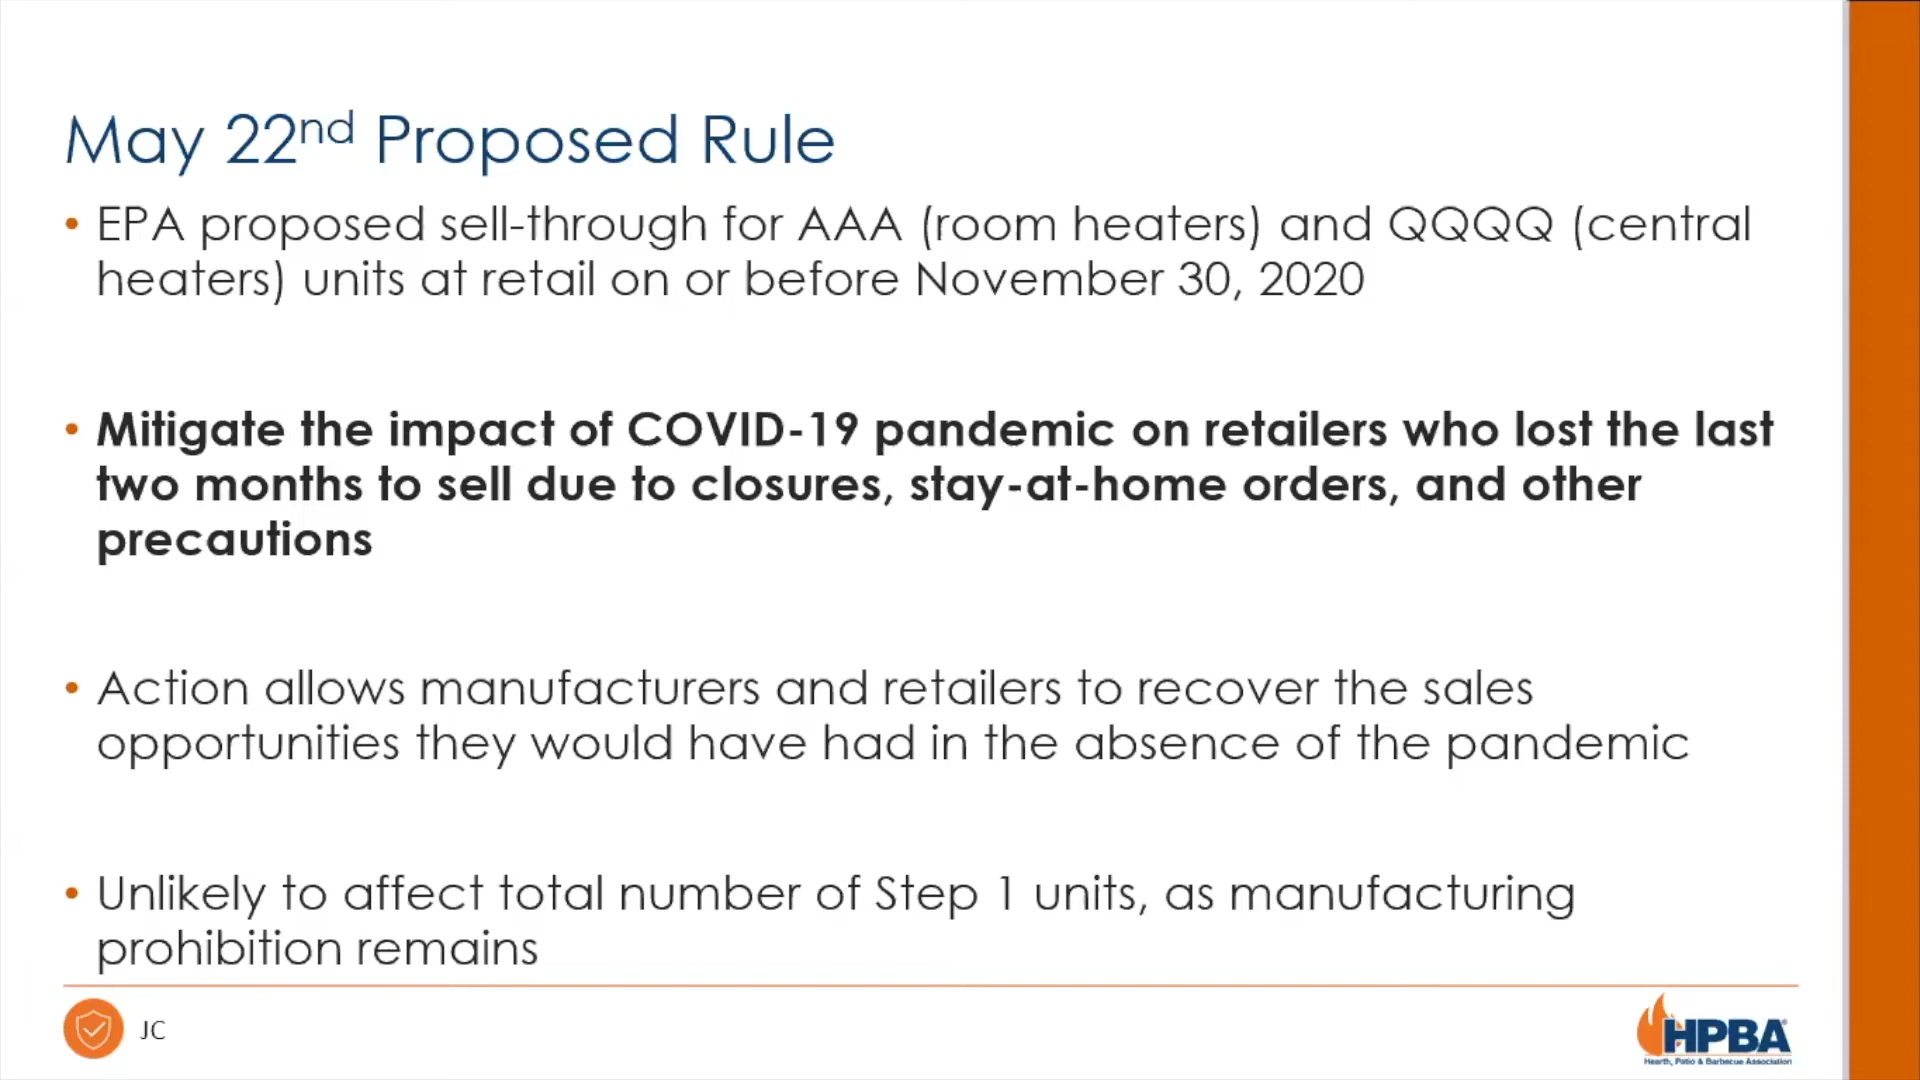 May 22nd Proposed Rule
• EPA proposed sell-through for AAA (room heaters) and QQQQ (central
heaters) units at retail on or before November 30, 2020
• Mitigate the impact of COVID-19 pandemic on retailers who lost the last
two months to sell due to closures, stay-at-home orders, and other
precautions
• Action allows manufacturers and retailers to recover the sales
opportunities they would have had in the absence of the pandemic
• Unlikely to affect total number of Step 1 units, as manufacturing
prohibition remains
JC
HPBA
Hearth, Patio & Barbecue Association